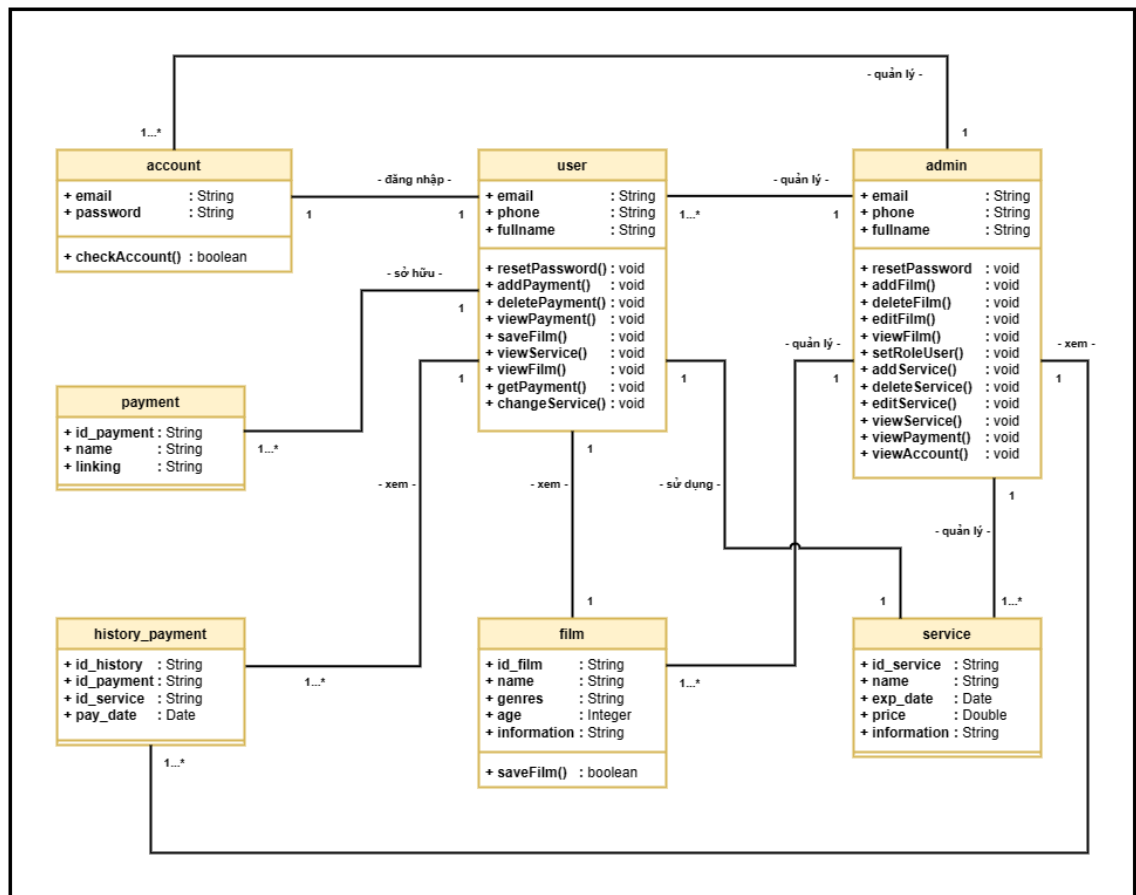 - quản lý -
1...*
1
account
+ email : String
+ password : String
+ checkAccount() : boolean
- đăng nhập -
1
1
user
+ email : String
+ phone : String
+ fullname : String
+ resetPassword() : void
+ addPayment() : void
+ deletePayment() : void
+ viewPayment() : void
+ saveFilm() : void
+ viewService() : void
+ viewFilm() : void
+ getPayment() : void
+ changeService() : void
- quản lý -
1...*
1
admin
+ email : String
+ phone : String
+ fullname : String
+ resetPassword : void
+ addFilm() : void
+ deleteFilm() : void
+ editFilm() : void
+ viewFilm() : void
+ setRoleUser() : void
+ addService() : void
+ deleteService() : void
+ editService() : void
+ viewService() : void
+ viewPayment() : void
+ viewAccount() : void
- sở hữu -
1
- quản lý -
- xem -
1
1
1
1
payment
+ id_payment : String
+ name : String
+ linking : String
1...*
1
- xem -
- xem -
- sử dụng -
1
- quản lý -
1
1
1...*
history_payment
+ id_history : String
+ id_payment : String
+ id_service : String
+ pay_date : Date
1...*
1...*
film
+ id_film : String
+ name : String
+ genres : String
+ age : Integer
+ information : String
+ saveFilm() : boolean
1...*
service
+ id_service : String
+ name : String
+ exp_date : Date
+ price : Double
+ information : String